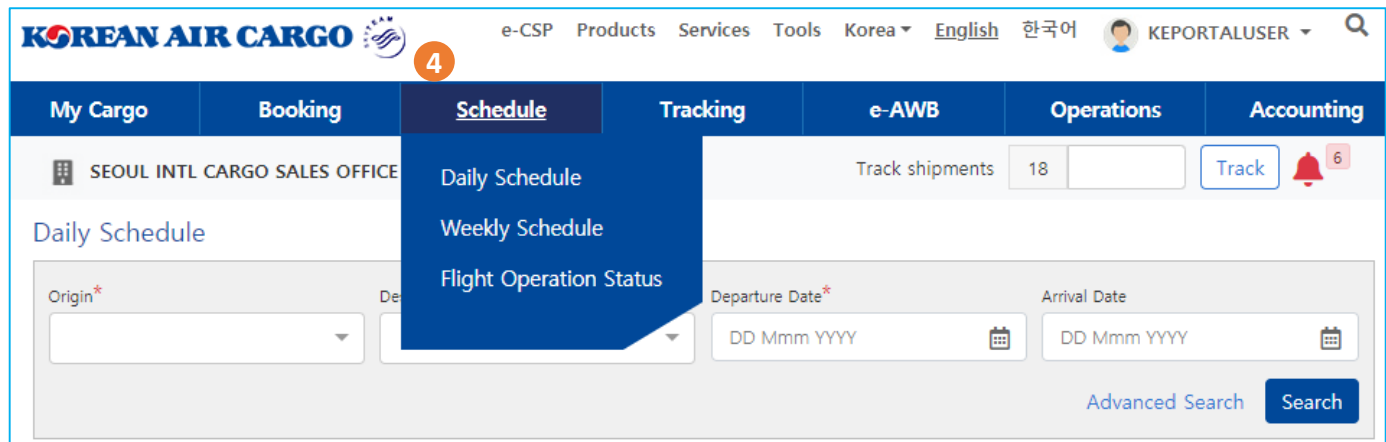 KOREAN AIR CARGO e-CSP Products Services Tools Korea English 한국어 KEPORTALUSER
4
My Cargo Booking Schedule Tracking e-AWB Operations Accounting
SEOUL INTL CARGO SALES OFFICE Track shipments 18 Track 6
Daily Schedule
Weekly Schedule
Flight Operation Status
Daily Schedule
Origin* De Departure Date* Arrival Date
DD Mmm YYYY DD Mmm YYYY
Advanced Search Search